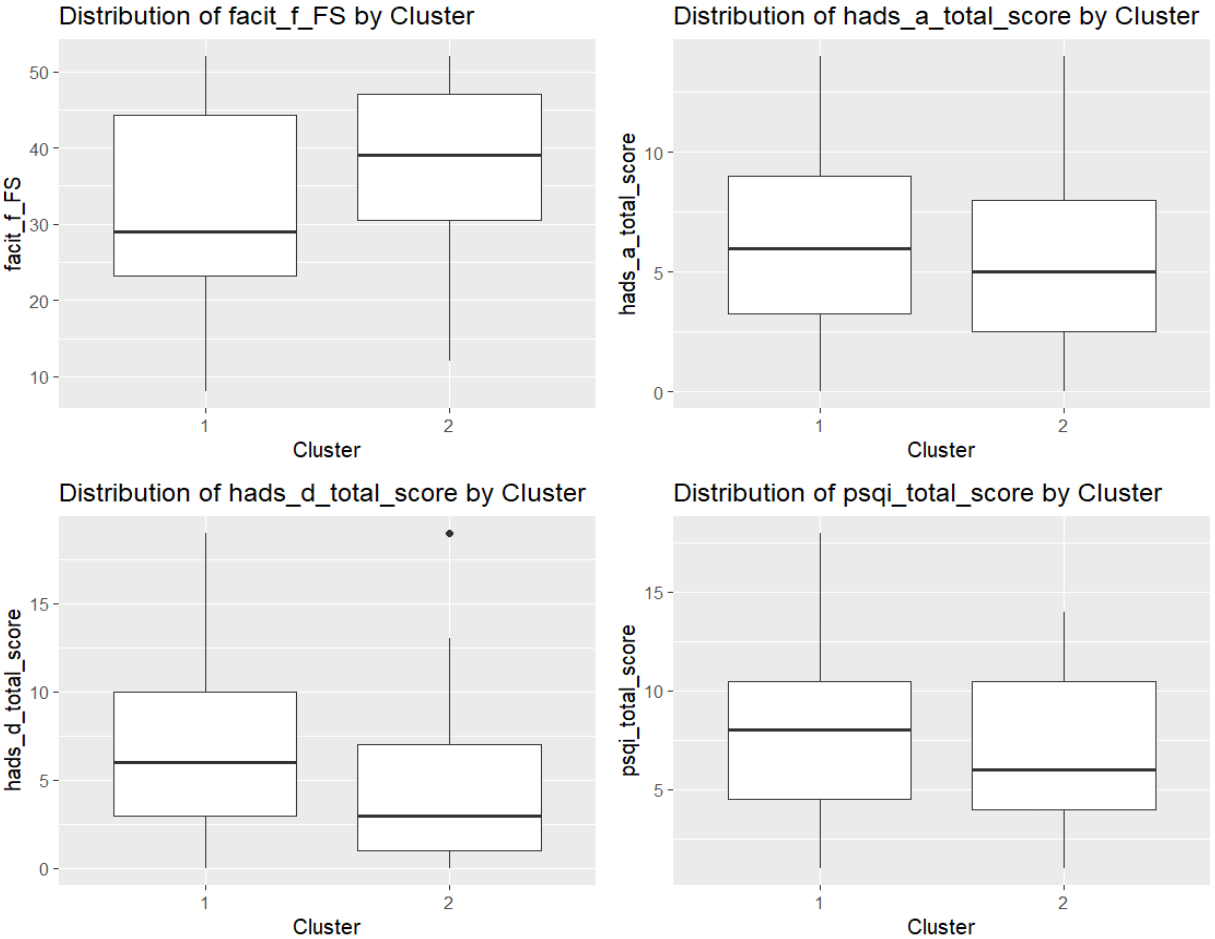 Distribution of facit_f_FS by Cluster
facit_f_FS
50
40
30
20
10
1 2
Cluster
Distribution of hads_a_total_score by Cluster
hads_a_total_score
10
5
0
1 2
Cluster
Distribution of hads_d_total_score by Cluster
hads_d_total_score
15
10
5
0
1 2
Cluster
Distribution of psqi_total_score by Cluster
psqi_total_score
15
10
5
1 2
Cluster